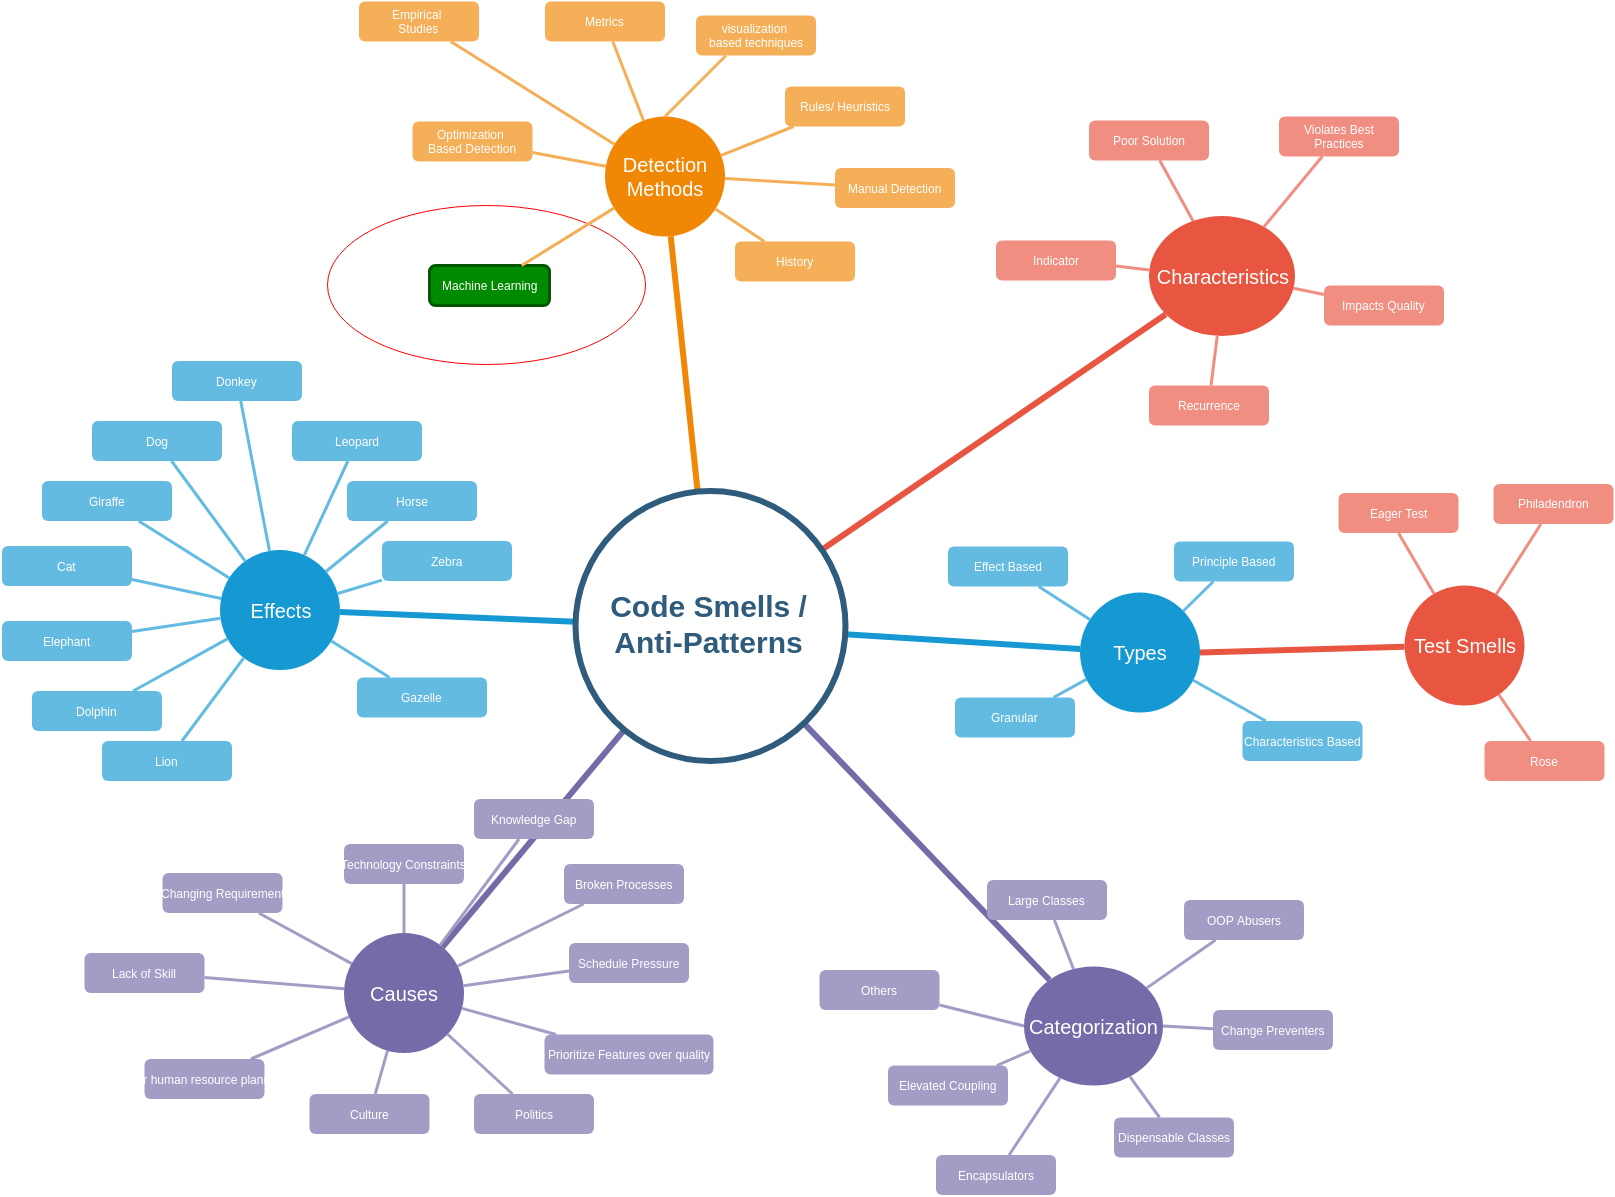 Empirical
Studies
Metrics
visualization
based techniques
Rules/ Heuristics
Optimization
Based Detection
Detection
Methods
Manual Detection
History
Machine Learning
Poor Solution
Violates Best
Practices
Indicator
Characteristics
Impacts Quality
Recurrence
Donkey
Dog
Leopard
Giraffe
Horse
Cat
Zebra
Effects
Elephant
Dolphin
Gazelle
Lion
Code Smells /
Anti-Patterns
Effect Based
Principle Based
Types
Granular
Characteristics Based
Eager Test
Philadendron
Test Smells
Rose
Knowledge Gap
Technology Constraints
Changing Requirement
Broken Processes
Lack of Skill
Schedule Pressure
Causes
Prioritize Features over quality
r human resource plan
Culture
Politics
Large Classes
OOP Abusers
Others
Categorization
Change Preventers
Elevated Coupling
Dispensable Classes
Encapsulators